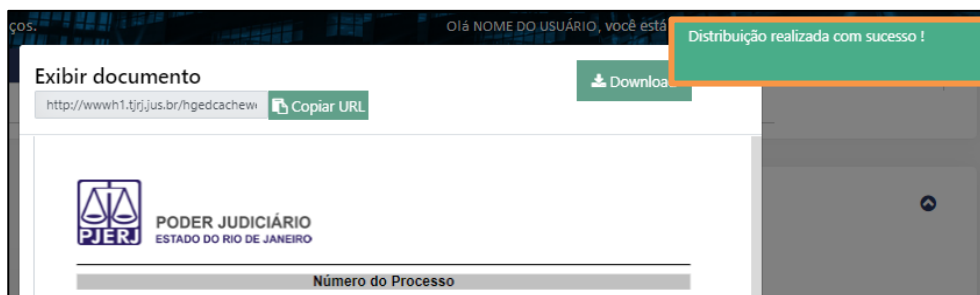 ços.
Olá NOME DO USUÁRIO, você está
Distribuição realizada com sucesso !
Exibir documento
Download
http://wwwh1.tjrj.jus.br/hgedcachew
Copiar URL
PJERJ
PODER JUDICIÁRIO
ESTADO DO RIO DE JANEIRO
Número do Processo